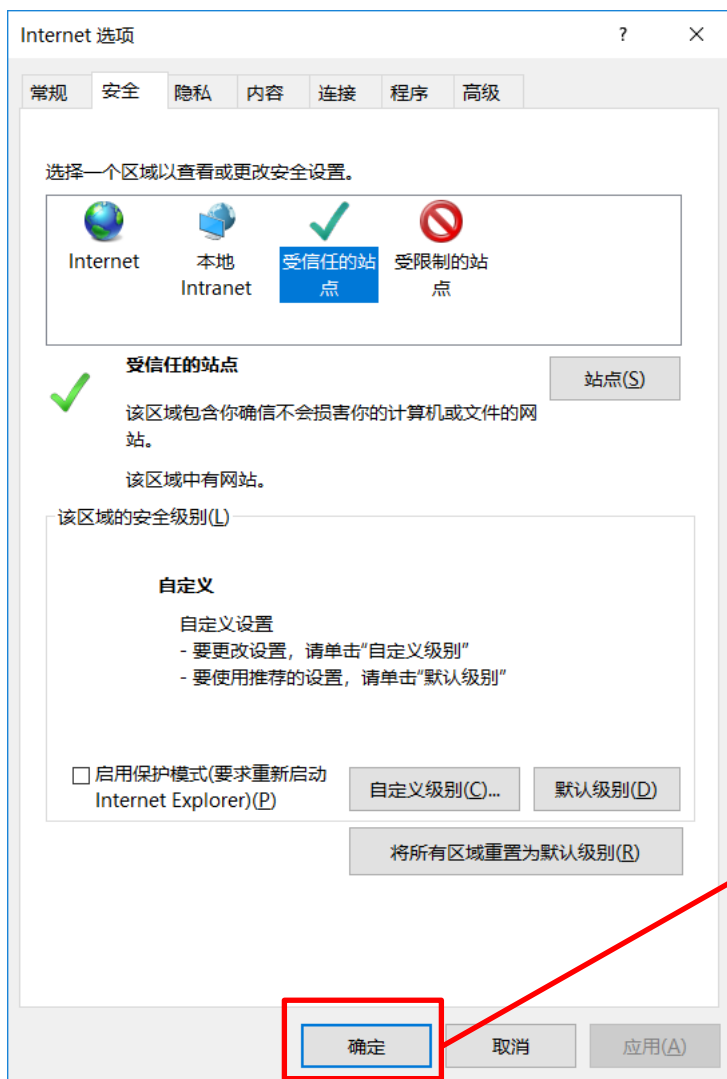 Internet 选项
?
常规 安全 隐私 内容 连接 程序 高级
选择一个区域以查看或更改安全设置。
Internet
本地
Intranet
受信任的站
点
受限制的站
点
受信任的站点
站点(S)
该区域包含你确信不会损害你的计算机或文件的网
站。
该区域中有网站。
该区域的安全级别(L)
自定义
自定义设置
- 要更改设置，请单击“自定义级别”
- 要使用推荐的设置，请单击“默认级别”
启用保护模式(要求重新启动
Internet Explorer)(P)
自定义级别(C)...
默认级别(D)
将所有区域重置为默认级别(R)
确定
取消
应用(A)